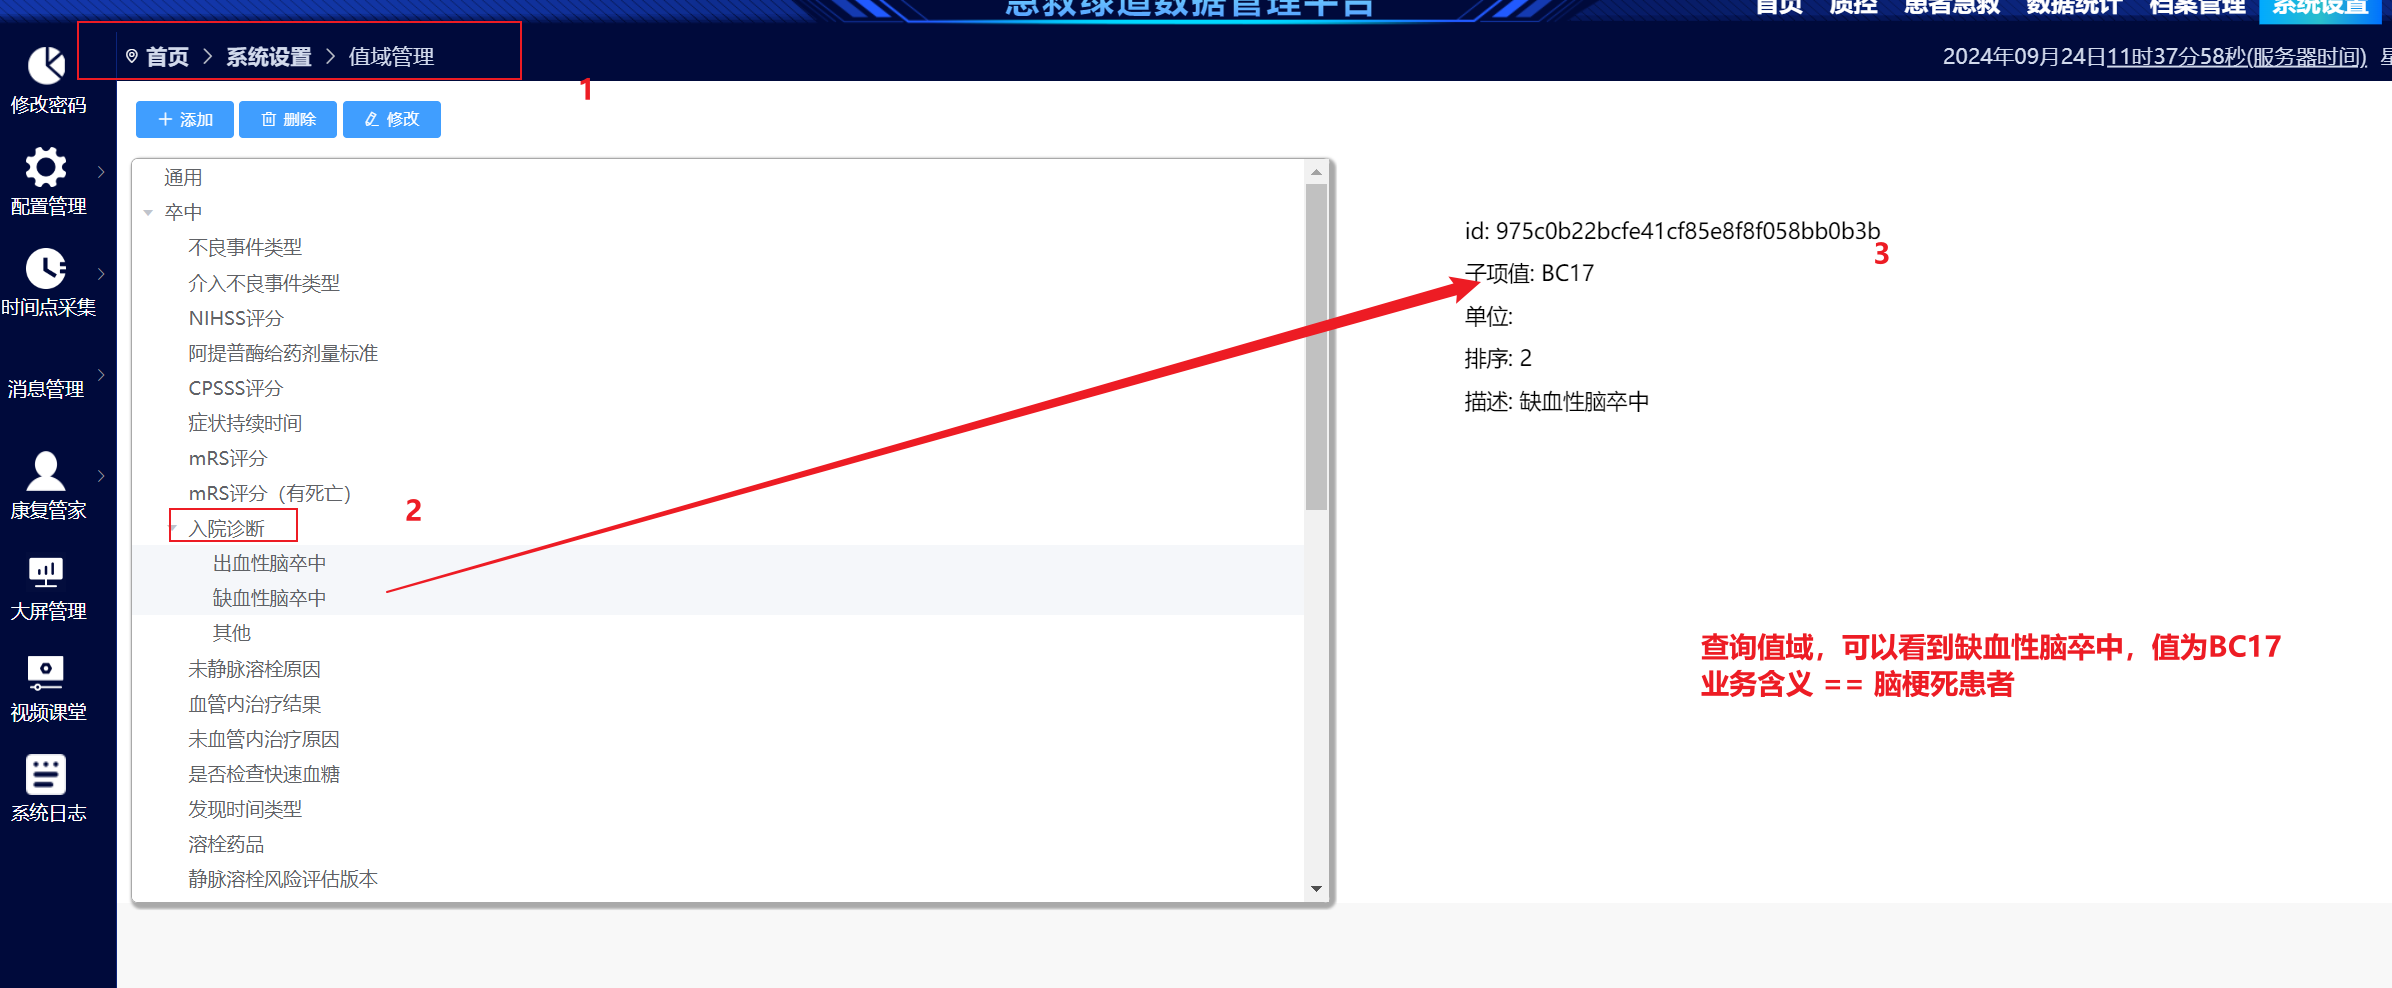 急救绿道数据管理平台
首页 质控 患者急救 数据统计 档案管理 系统设置
首页 > 系统设置 > 值域管理
2024年09月24日11时37分58秒(服务器时间)
1
修改密码
配置管理
时间点采集
消息管理
康复管家
大屏管理
视频课堂
系统日志
添加 删除 修改
通用
卒中
不良事件类型
介入不良事件类型
NIHSS评分
阿提普酶给药剂量标准
CPSSS评分
症状持续时间
mRS评分
mRS评分（有死亡）
入院诊断
2
出血性脑卒中
缺血性脑卒中
其他
未静脉溶栓原因
血管内治疗结果
未血管内治疗原因
是否检查快速血糖
发现时间类型
溶栓药品
静脉溶栓风险评估版本
id: 975c0b22bcfe41cf85e8f8f058bb0b3b
3
子项值: BC17
单位:
排序: 2
描述: 缺血性脑卒中
查询值域，可以看到缺血性脑卒中，值为BC17
业务含义 == 脑梗死患者